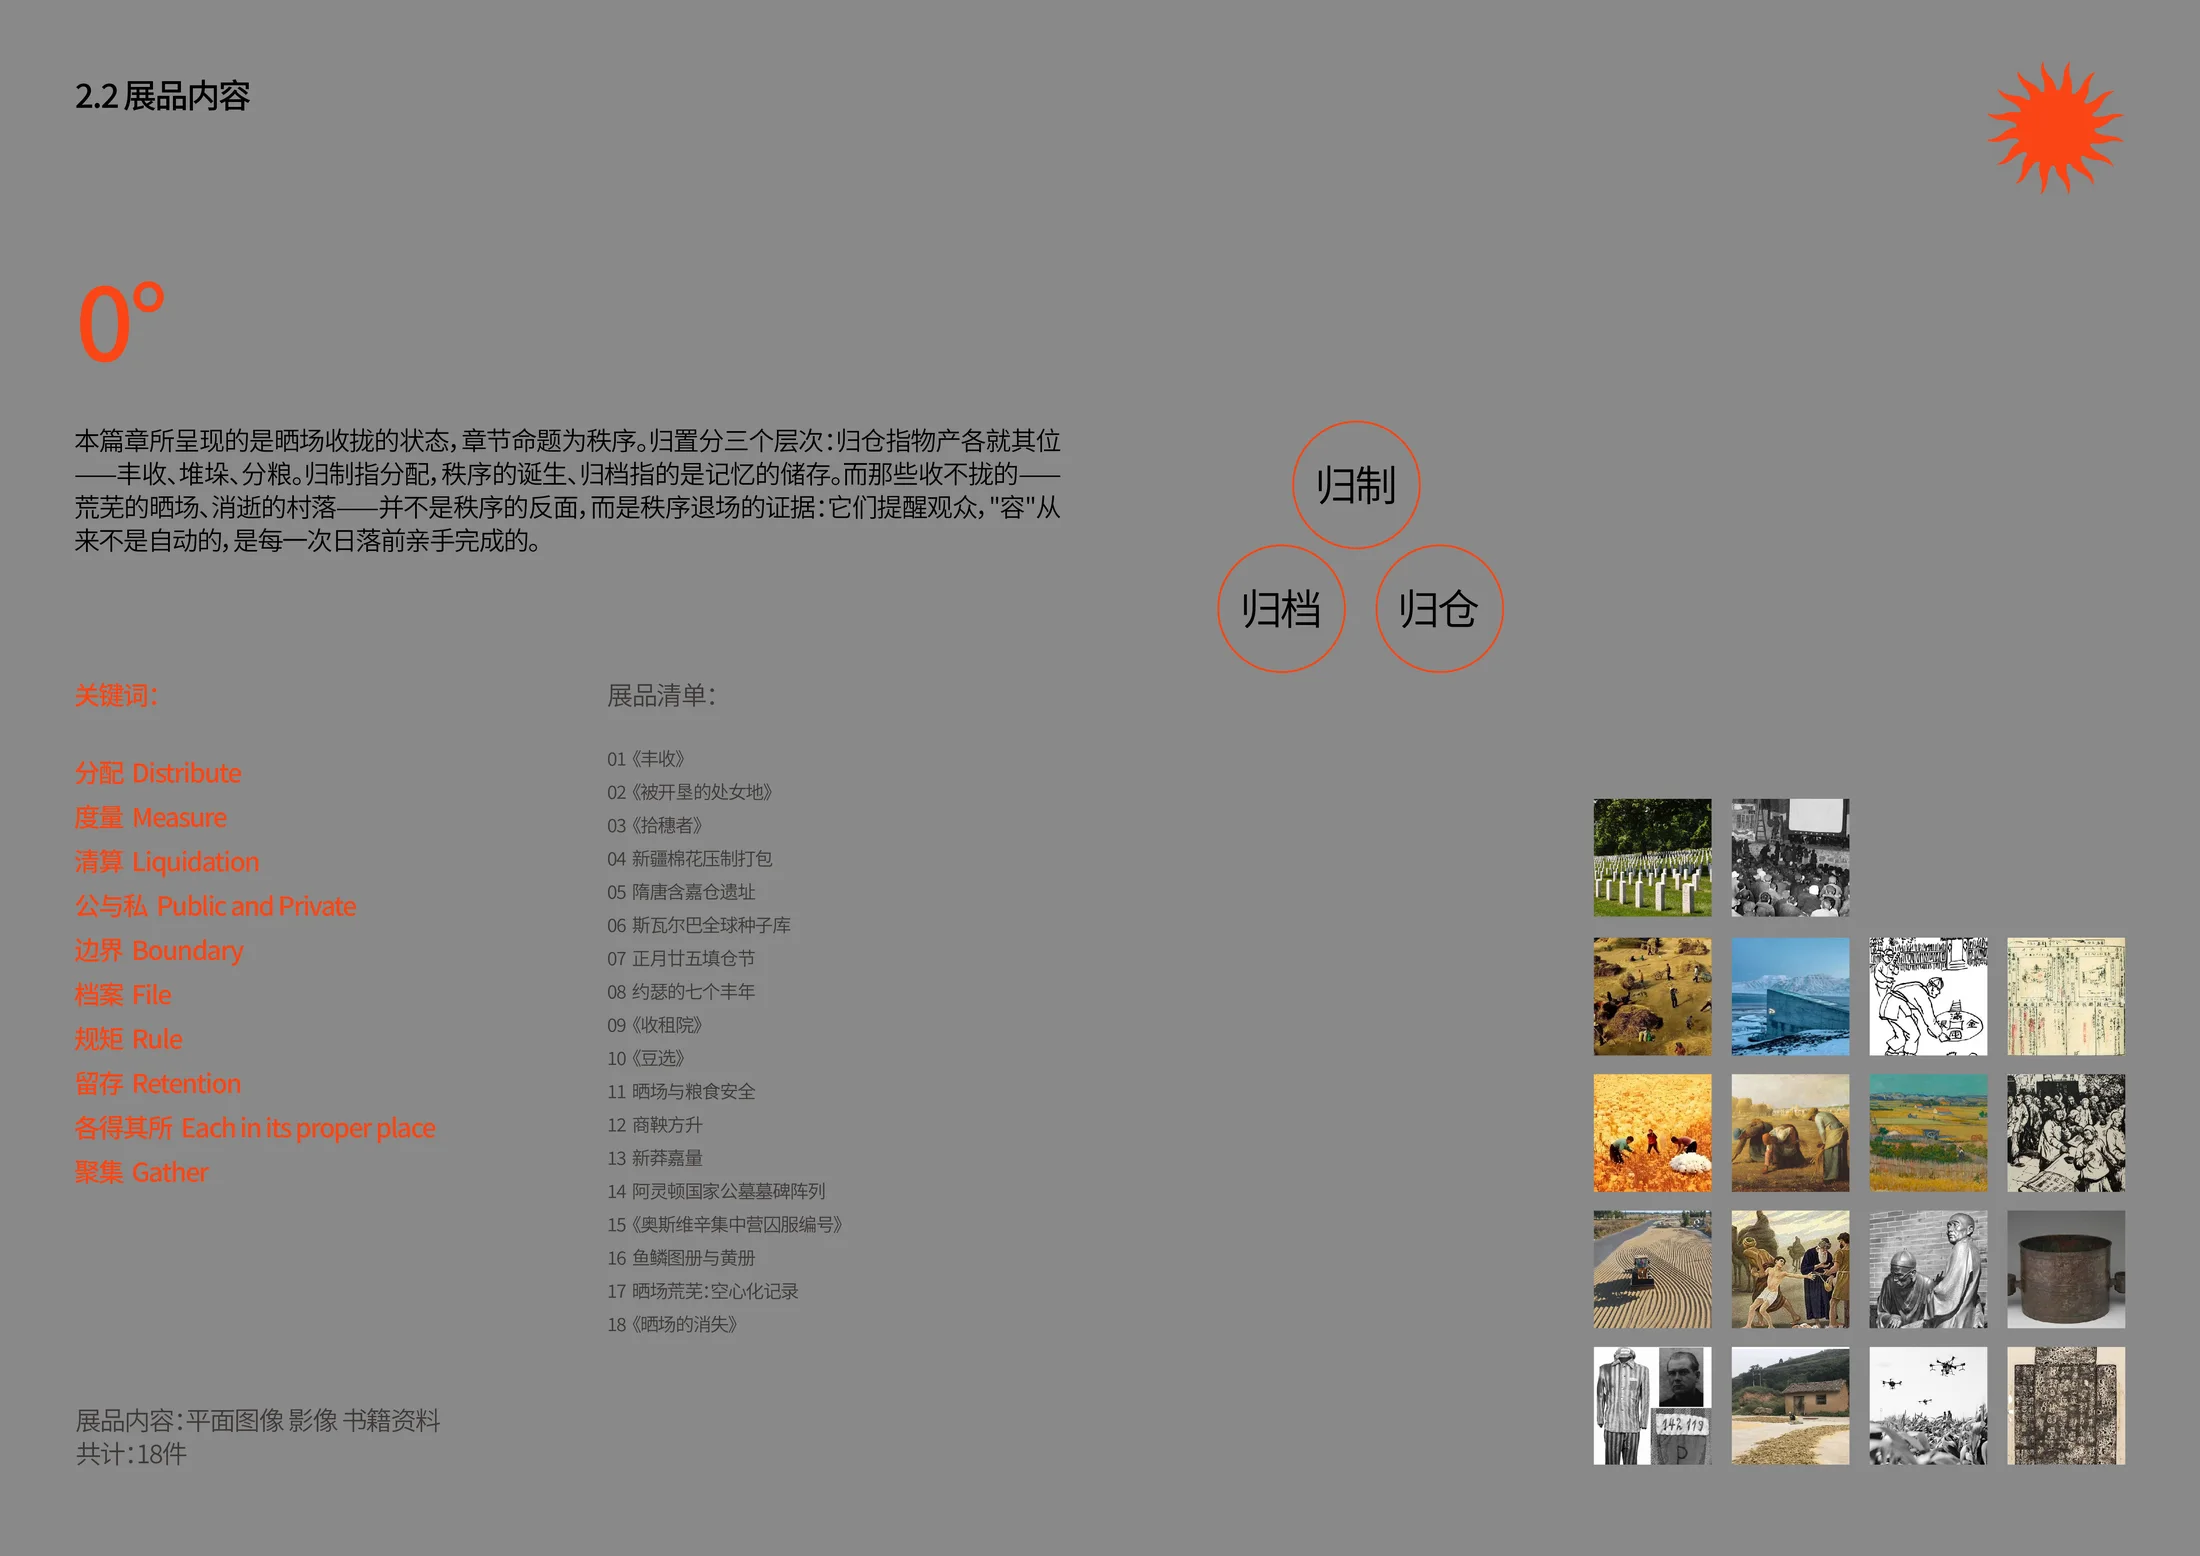 2.2 展品内容
0°
本篇章所呈现的是晒场收拢的状态，章节命题为秩序。归置分三个层次：归仓指物产各就其位
——丰收、堆垛、分粮。归制指分配，秩序的诞生、归档指的是记忆的储存。而那些收不拢的——
荒芜的晒场、消逝的村落——并不是秩序的反面，而是秩序退场的证据：它们提醒观众，"容"从
来不是自动的，是每一次日落前亲手完成的。
归制
归档
归仓
关键词：
分配 Distribute
度量 Measure
清算 Liquidation
公与私 Public and Private
边界 Boundary
档案 File
规矩 Rule
留存 Retention
各得其所 Each in its proper place
聚集 Gather
展品清单：
01《丰收》
02《被开垦的处女地》
03《拾穗者》
04 新疆棉花压制打包
05 隋唐含嘉仓遗址
06 斯瓦尔巴全球种子库
07 正月廿五填仓节
08 约瑟的七个丰年
09《收租院》
10《豆选》
11 晒场与粮食安全
12 商鞅方升
13 新莽嘉量
14 阿灵顿国家公墓墓碑阵列
15《奥斯维辛集中营囚服编号》
16 鱼鳞图册与黄册
17 晒场荒芜：空心化记录
18《晒场的消失》
展品内容：平面图像 影像 书籍资料
共计：18件
142 119
P